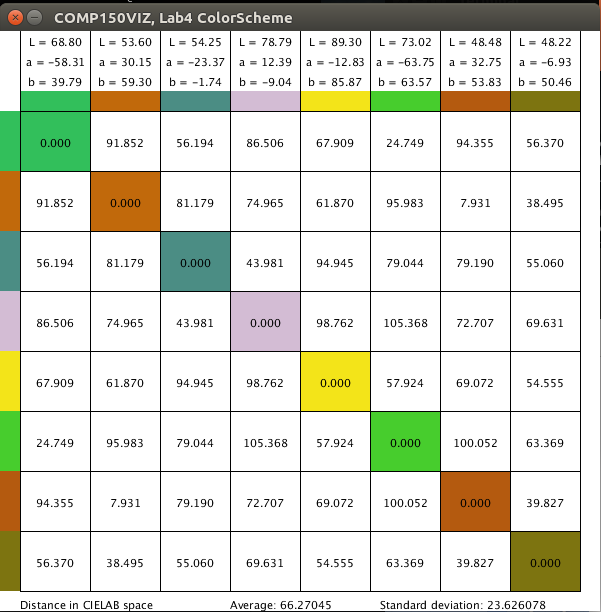 COMP150VIZ, Lab4 ColorScheme
L = 68.80 L = 53.60 L = 54.25 L = 78.79 L = 89.30 L = 73.02 L = 48.48 L = 48.22
a = -58.31 a = 30.15 a = -23.37 a = 12.39 a = -12.83 a = -63.75 a = 32.75 a = -6.93
b = 39.79 b = 59.30 b = -1.74 b = -9.04 b = 85.87 b = 63.57 b = 53.83 b = 50.46
0.000 91.852 56.194 86.506 67.909 24.749 94.355 56.370
91.852 0.000 81.179 74.965 61.870 95.983 7.931 38.495
56.194 81.179 0.000 43.981 94.945 79.044 79.190 55.060
86.506 74.965 43.981 0.000 98.762 105.368 72.707 69.631
67.909 61.870 94.945 98.762 0.000 57.924 69.072 54.555
24.749 95.983 79.044 105.368 57.924 0.000 100.052 63.369
94.355 7.931 79.190 72.707 69.072 100.052 0.000 39.827
56.370 38.495 55.060 69.631 54.555 63.369 39.827 0.000
Distance in CIELAB space Average: 66.27045 Standard deviation: 23.626078